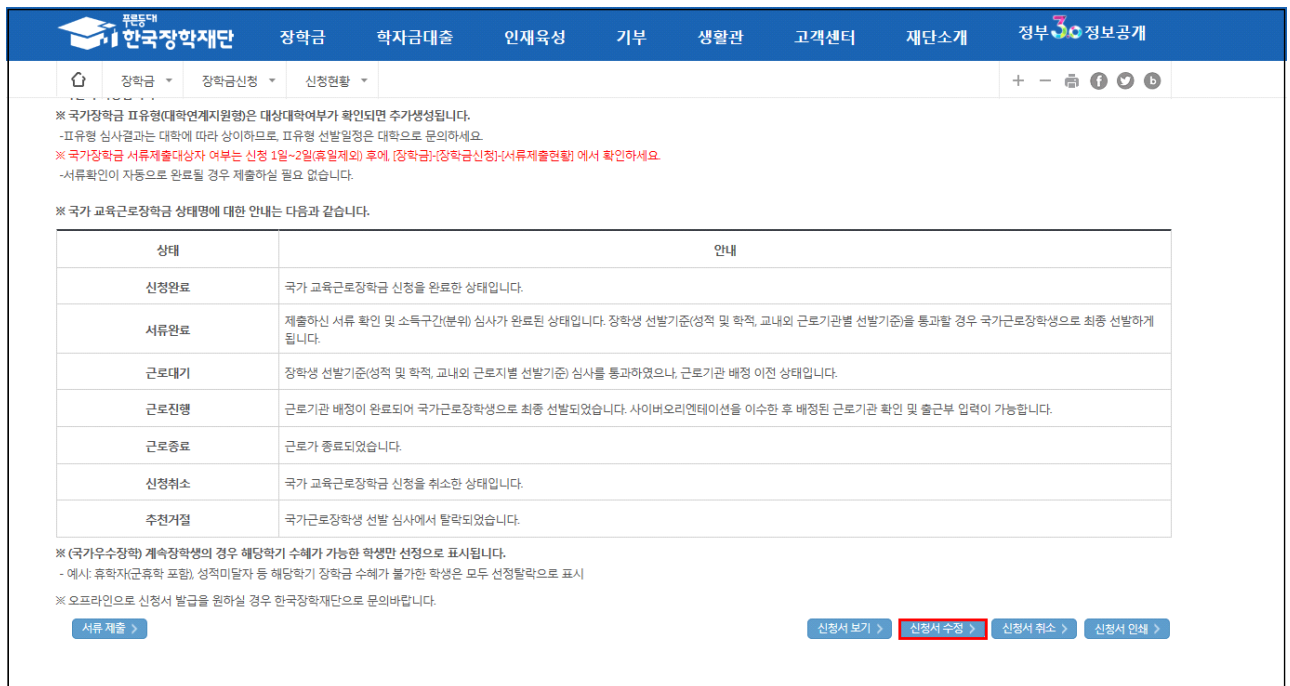 푸른등대
한국장학재단
장학금 학자금대출 인재육성 기부 생활관 고객센터 재단소개 정부3.0 정보공개
장학금 장학금신청 신청현황
※ 국가장학금 II유형(대학연계지원형)은 대상대학여부가 확인되면 추가생성됩니다.
-II유형 심사결과는 대학에 따라 상이하므로, II유형 선발일정은 대학으로 문의하세요.
※ 국가장학금 서류제출대상자 여부는 신청 1일~2일(휴일제외) 후에, [장학금]-[장학금신청]-[서류제출현황] 에서 확인하세요.
-서류확인이 자동으로 완료될 경우 제출하실 필요 없습니다.
※ 국가 교육근로장학금 상태명에 대한 안내는 다음과 같습니다.
상태 안내
신청완료 국가 교육근로장학금 신청을 완료한 상태입니다.
서류완료 제출하신 서류 확인 및 소득구간(분위) 심사가 완료된 상태입니다. 장학생 선발기준(성적 및 학적, 교내외 근로기관별 선발기준)을 통과할 경우 국가근로장학생으로 최종 선발하게
됩니다.
근로대기 장학생 선발기준(성적 및 학적, 교내외 근로지별 선발기준) 심사를 통과하였으나, 근로기관 배정 이전 상태입니다.
근로진행 근로기관 배정이 완료되어 국가근로장학생으로 최종 선발되었습니다. 사이버오리엔테이션을 이수한 후 배정된 근로기관 확인 및 출근부 입력이 가능합니다.
근로종료 근로가 종료되었습니다.
신청취소 국가 교육근로장학금 신청을 취소한 상태입니다.
추천거절 국가근로장학생 선발 심사에서 탈락되었습니다.
※ (국가우수장학) 계속장학생의 경우 해당학기 수혜가 가능한 학생만 선정으로 표시됩니다.
- 예시: 휴학자(군휴학 포함), 성적미달자 등 해당학기 장학금 수혜가 불가한 학생은 모두 선정탈락으로 표시
※ 오프라인으로 신청서 발급을 원하실 경우 한국장학재단으로 문의바랍니다.
서류 제출 > 신청서 보기 > 신청서 수정 > 신청서 취소 > 신청서 인쇄 >